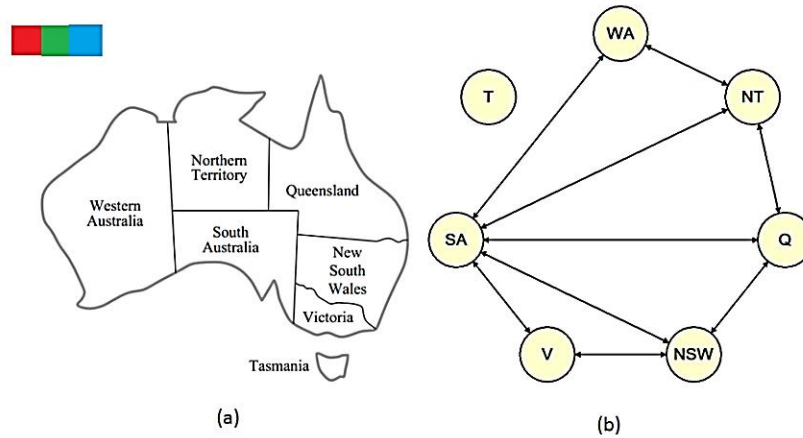 Northern
Territory
Western
Australia
Queensland
South
Australia
New
South
Wales
Victoria
Tasmania
(a)
WA
T
NT
SA
Q
V
NSW
(b)